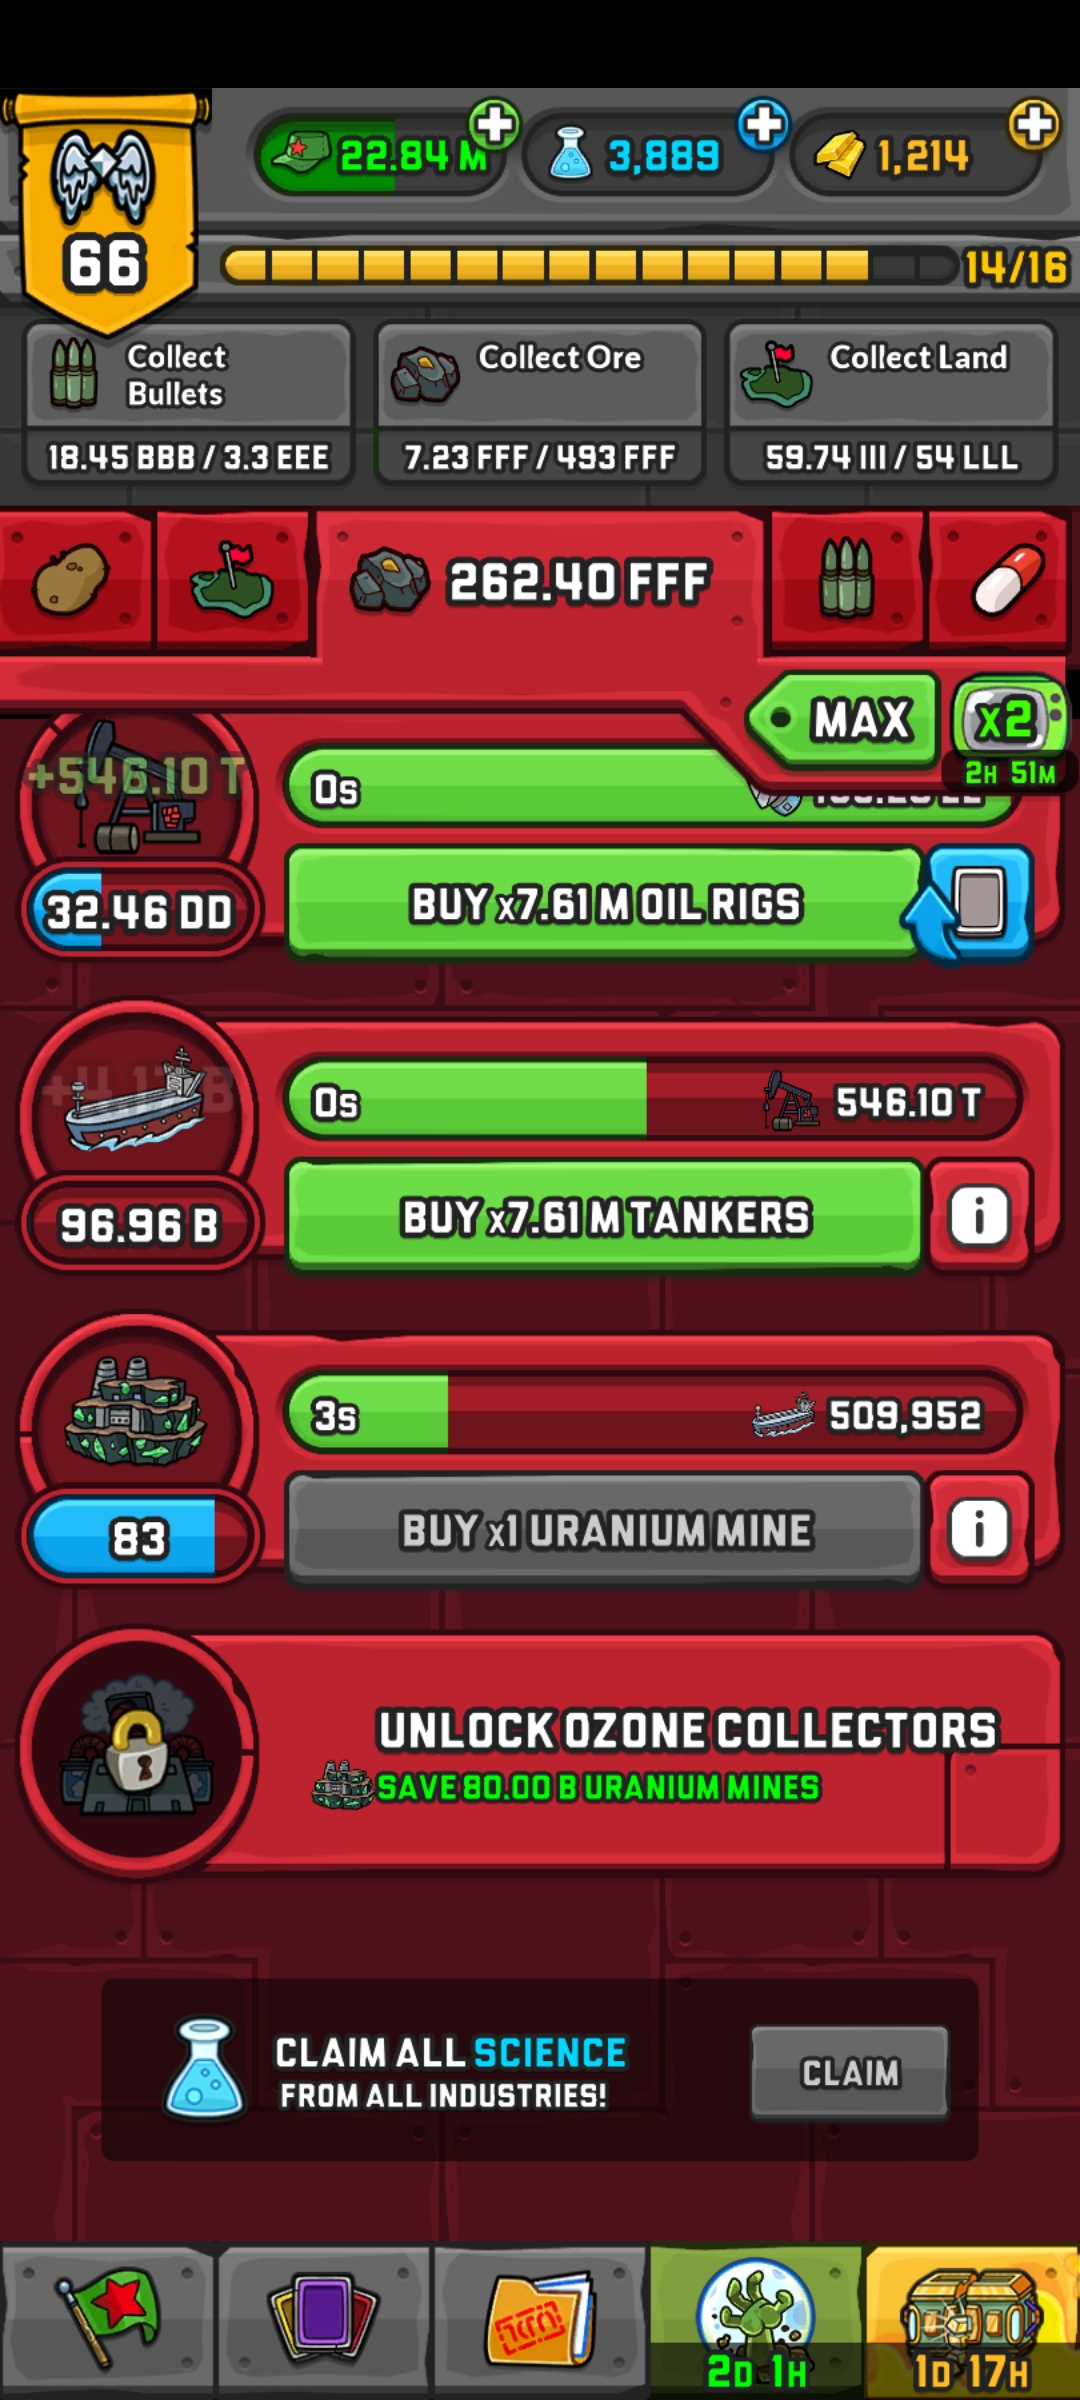 22.84 M
3,889
1,214
66
14/16
Collect
Bullets
Collect Ore
Collect Land
18.45 BBB / 3.3 EEE
7.23 FFF / 493 FFF
59.74 III / 54 LLL
262.40 FFF
MAX
x2
2H 51M
+546.10 T
0s
32.46 DD
BUY x7.61 M OIL RIGS
0s
546.10 T
96.96 B
BUY x7.61 M TANKERS
i
3s
509,952
83
BUY x1 URANIUM MINE
i
UNLOCK OZONE COLLECTORS
SAVE 80.00 B URANIUM MINES
CLAIM ALL SCIENCE
FROM ALL INDUSTRIES!
CLAIM
2D 1H
1D 17H